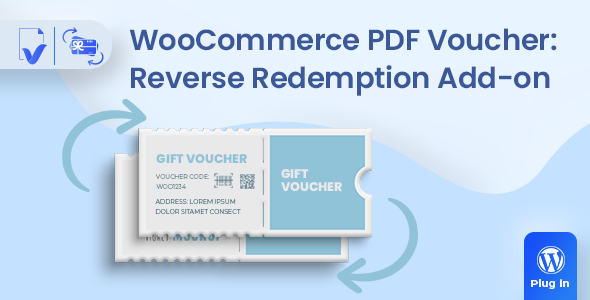 WooCommerce PDF Voucher:
Reverse Redemption Add-on
GIFT VOUCHER
VOUCHER CODE:
WOO1234
ADDRESS: LOREM IPSUM
DOLOR SITAMET CONSECT
GIFT
VOUCHER
Plug in